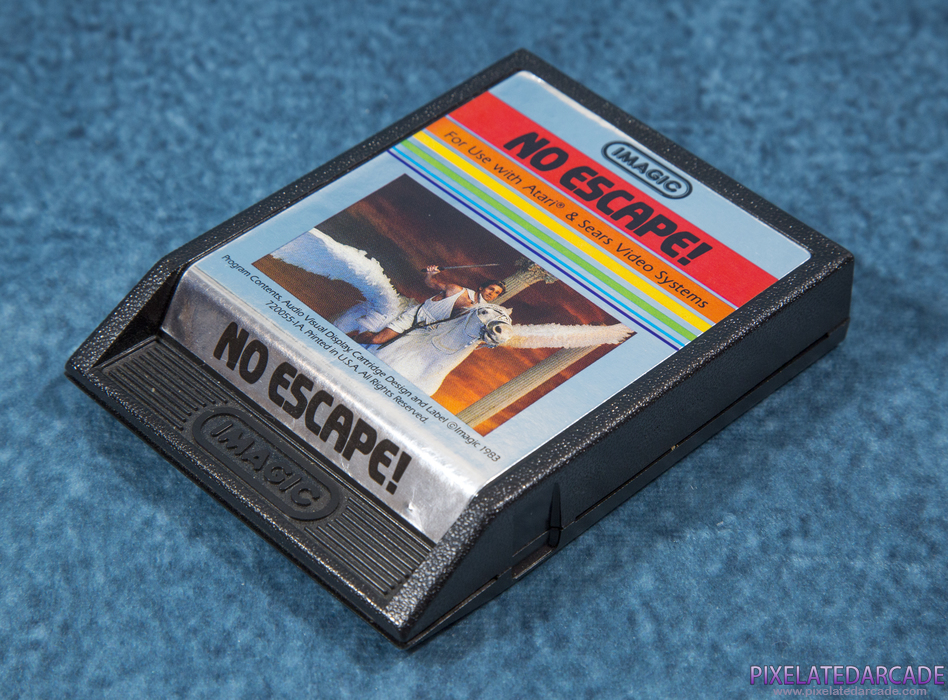 IMAGIC
NO ESCAPE!
For Use with Atari® & Sears Video Systems
Program Contents, Audio Visual Display, Cartridge Design and Label ©Imagic 1983
720055-1A. Printed in U.S.A. All Rights Reserved.
NO ESCAPE!
IMAGIC
PIXELATEDARCADE
www.pixelatedarcade.com